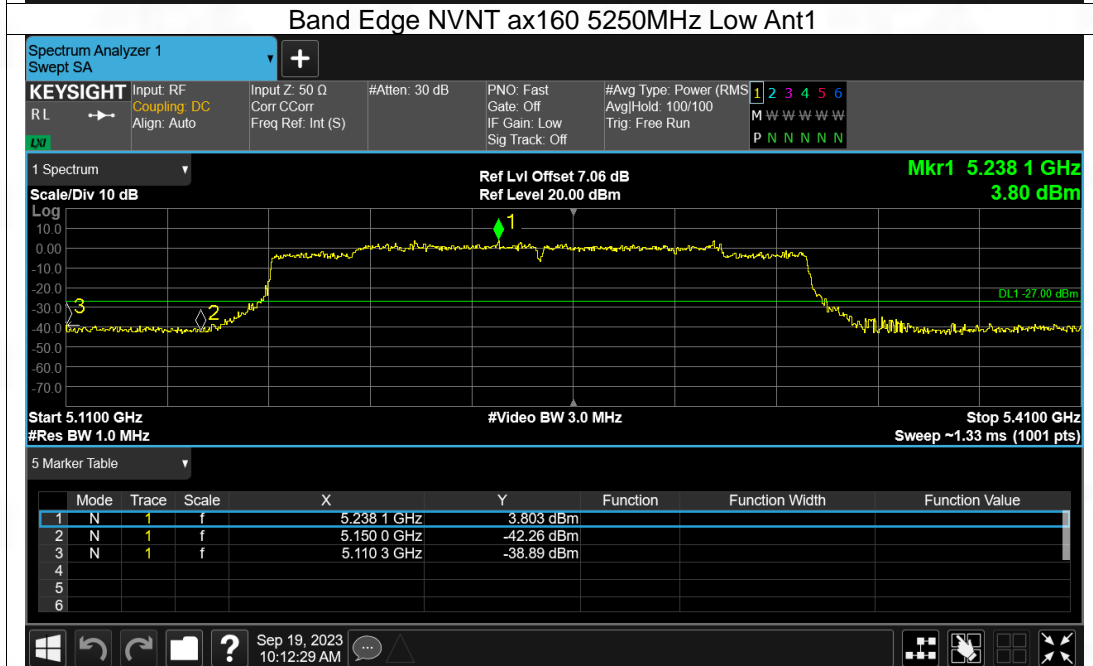 Band Edge NVNT ax160 5250MHz Low Ant1
Spectrum Analyzer 1
Swept SA
+
KEYSIGHT Input: RF Input Z: 50 Ω #Atten: 30 dB PNO: Fast #Avg Type: Power (RMS 1 2 3 4 5 6
RL Coupling: DC Corr CCorr Gate: Off Avg|Hold: 100/100 M W W W W W W
Align: Auto Freq Ref: Int (S) IF Gain: Low Trig: Free Run
LXI Sig Track: Off P N N N N N N
1 Spectrum Ref Lvl Offset 7.06 dB Mkr1 5.238 1 GHz
Scale/Div 10 dB Ref Level 20.00 dBm 3.80 dBm
Log
10.0 1
0.00
-10.0
-20.0
DL1 -27.00 dBm
-30.0 3 2
-40.0
-50.0
-60.0
-70.0
Start 5.1100 GHz #Video BW 3.0 MHz Stop 5.4100 GHz
#Res BW 1.0 MHz Sweep ~1.33 ms (1001 pts)
5 Marker Table
Mode Trace Scale X Y Function Function Width Function Value
1 N 1 f 5.238 1 GHz 3.803 dBm
2 N 1 f 5.150 0 GHz -42.26 dBm
3 N 1 f 5.110 3 GHz -38.89 dBm
4
5
6
? Sep 19, 2023
10:12:29 AM